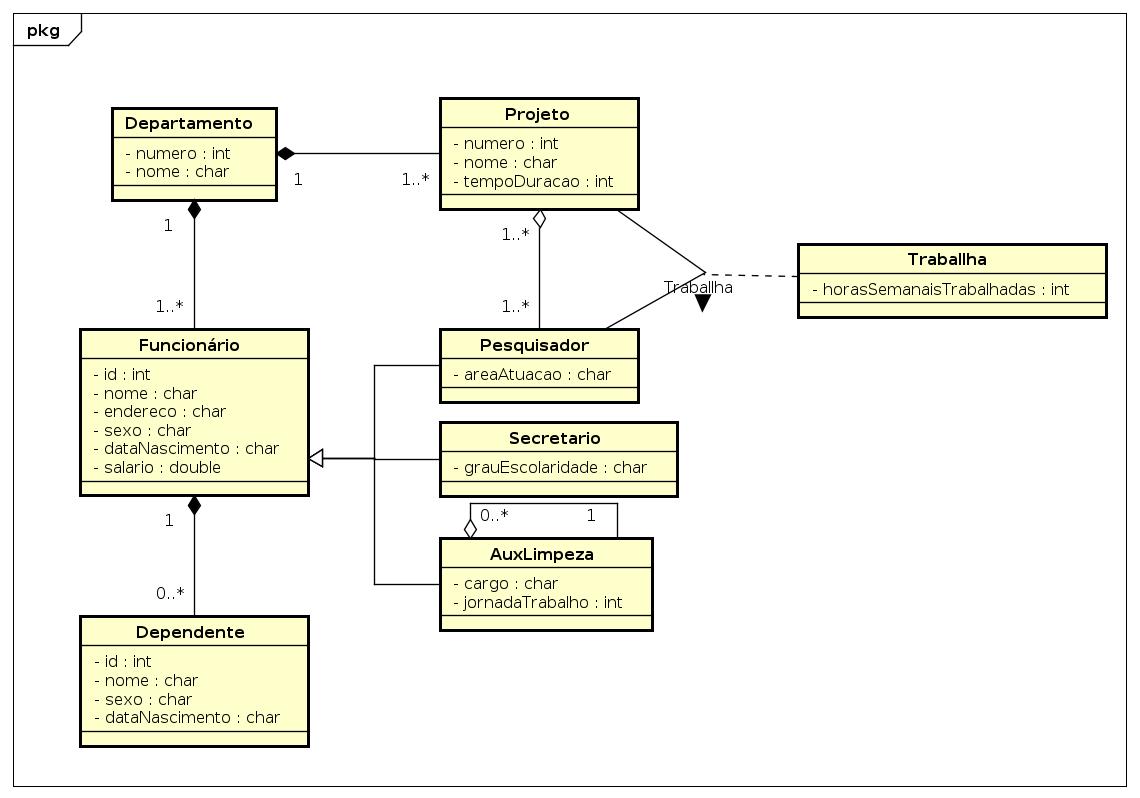 pkg
Departamento
- numero : int
- nome : char
1
1..*
Projeto
- numero : int
- nome : char
- tempoDuracao : int
1
1..*
1..*
1..*
Traballha
Traballha
- horasSemanaisTrabalhadas : int
Funcionário
- id : int
- nome : char
- endereco : char
- sexo : char
- dataNascimento : char
- salario : double
Pesquisador
- areaAtuacao : char
Secretario
- grauEscolaridade : char
0..*
1
AuxLimpeza
- cargo : char
- jornadaTrabalho : int
1
0..*
Dependente
- id : int
- nome : char
- sexo : char
- dataNascimento : char